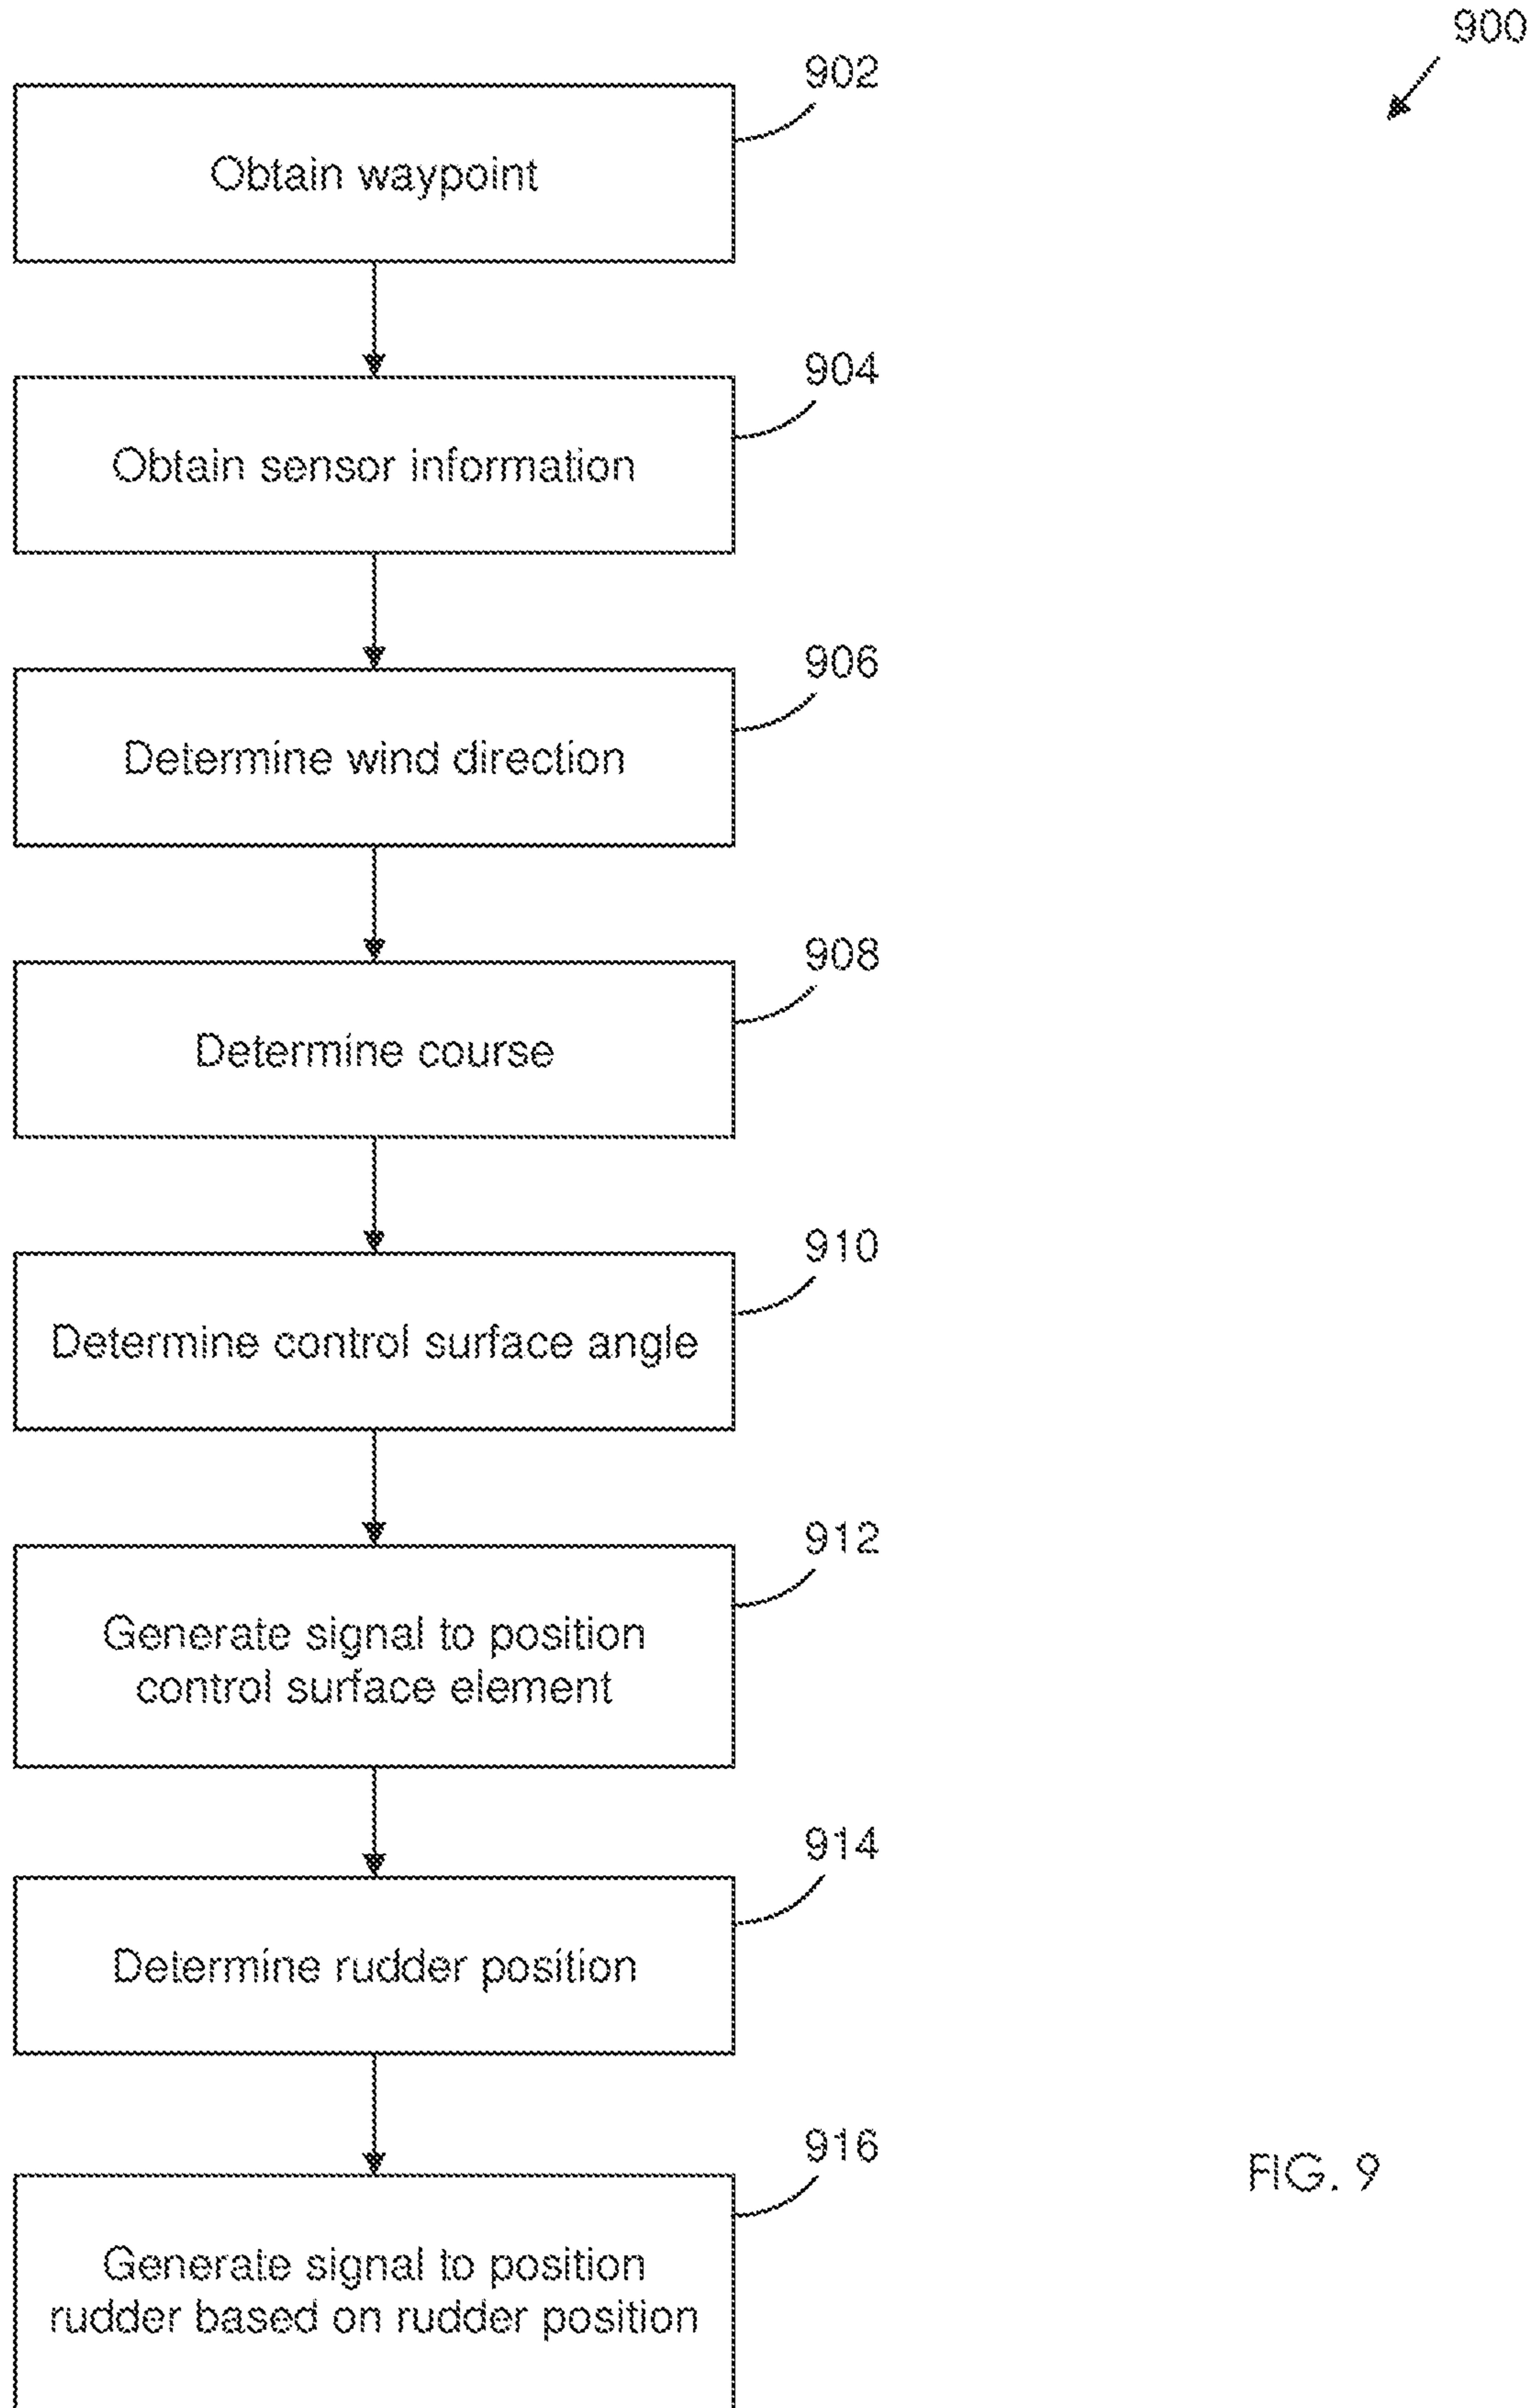 900
902
Obtain waypoint
904
Obtain sensor information
906
Determine wind direction
908
Determine course
910
Determine control surface angle
912
Generate signal to position
control surface element
914
Determine rudder position
916
Generate signal to position
rudder based on rudder position
FIG. 9